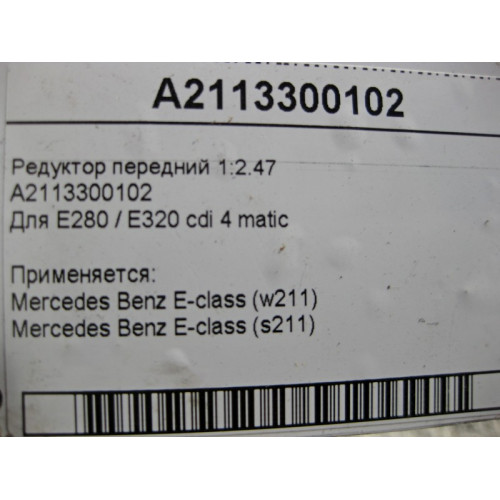 A2113300102
Редуктор передний 1:2.47
A2113300102
Для E280 / E320 cdi 4 matic
Применяется:
Mercedes Benz E-class (w211)
Mercedes Benz E-class (s211)